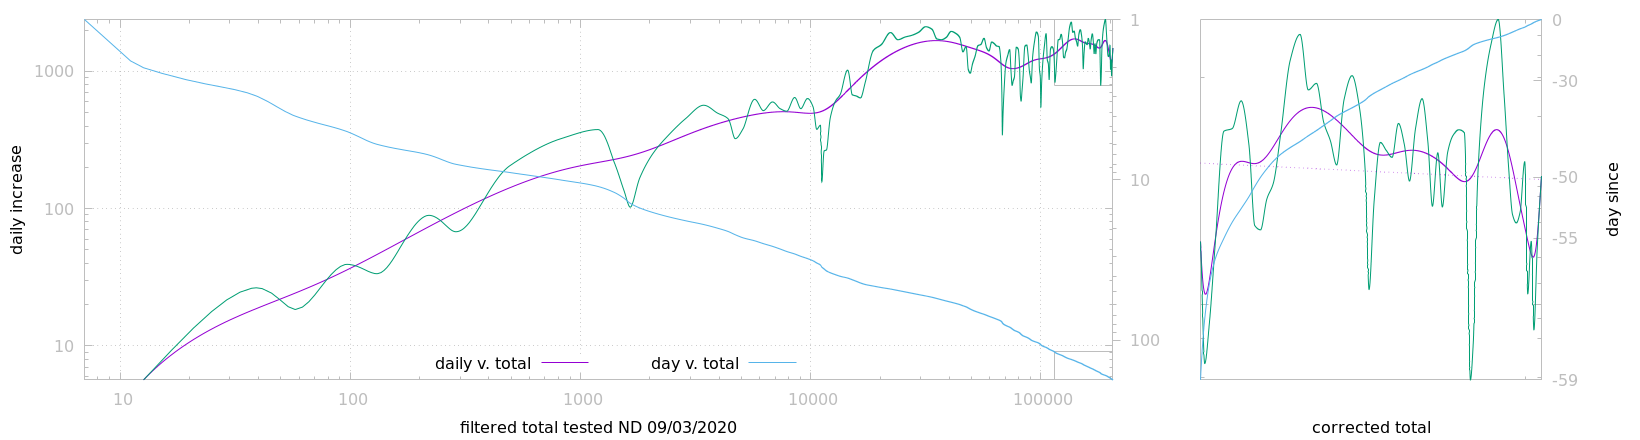 daily increase
1000
100
10
10
100
1000
10000
100000
filtered total tested ND 09/03/2020
daily v. total
day v. total
1
10
100
0
-30
-50
-55
-59
day since
corrected total